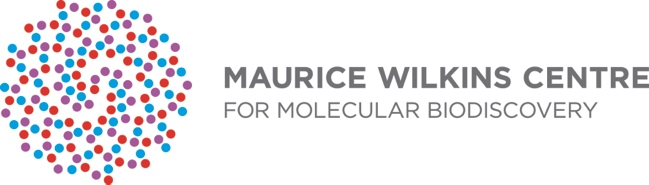 MAURICE WILKINS CENTRE
FOR MOLECULAR BIODISCOVERY